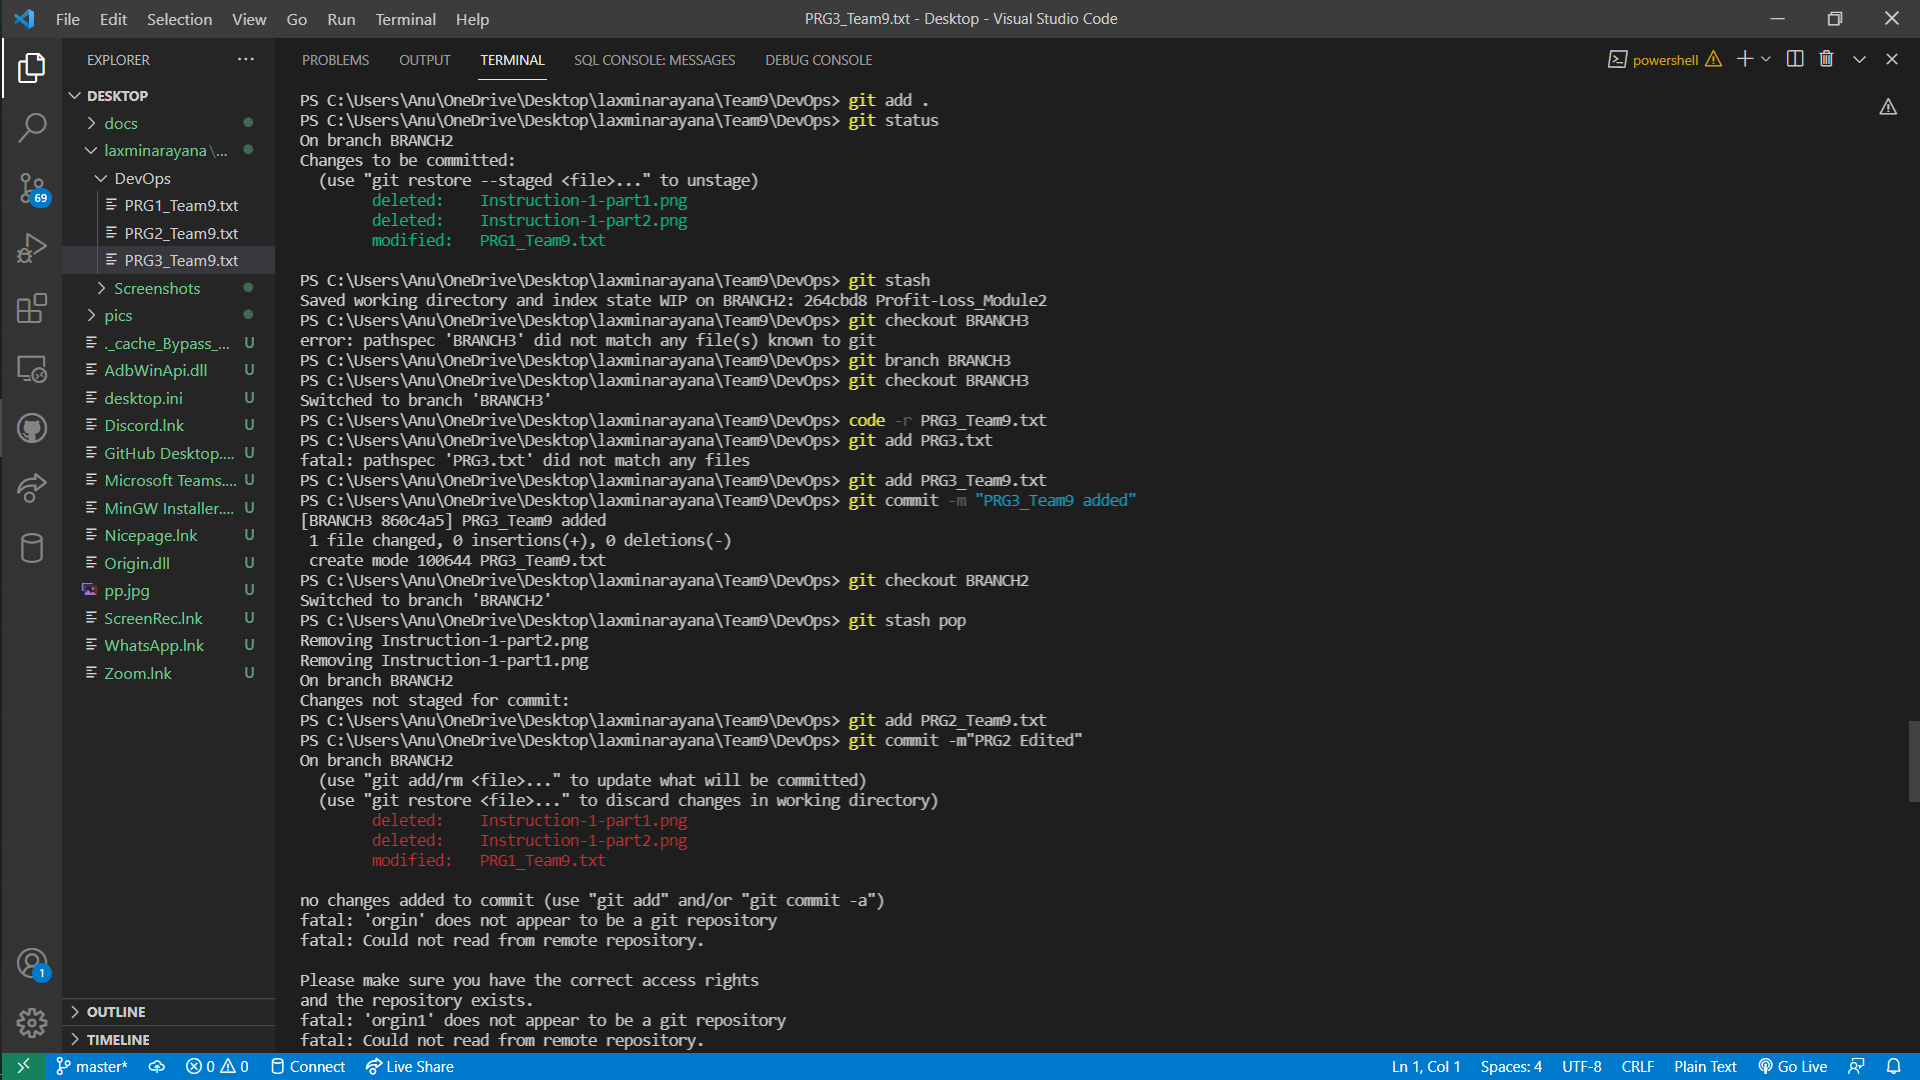 File Edit Selection View Go Run Terminal Help
PRG3_Team9.txt - Desktop - Visual Studio Code
EXPLORER
DESKTOP
docs
laxminarayana\...
DevOps
PRG1_Team9.txt
PRG2_Team9.txt
PRG3_Team9.txt
Screenshots
pics
._cache_Bypass_... U
AdbWinApi.dll U
desktop.ini U
Discord.lnk U
GitHub Desktop.... U
Microsoft Teams.... U
MinGW Installer.... U
Nicepage.lnk U
Origin.dll U
pp.jpg U
ScreenRec.lnk U
WhatsApp.lnk U
Zoom.lnk U
OUTLINE
TIMELINE
69
1
PROBLEMS OUTPUT TERMINAL SQL CONSOLE: MESSAGES DEBUG CONSOLE
powershell
PS C:\Users\Anu\OneDrive\Desktop\laxminarayana\Team9\DevOps> git add .
PS C:\Users\Anu\OneDrive\Desktop\laxminarayana\Team9\DevOps> git status
On branch BRANCH2
Changes to be committed:
(use "git restore --staged <file>..." to unstage)
deleted: Instruction-1-part1.png
deleted: Instruction-1-part2.png
modified: PRG1_Team9.txt
PS C:\Users\Anu\OneDrive\Desktop\laxminarayana\Team9\DevOps> git stash
Saved working directory and index state WIP on BRANCH2: 264cbd8 Profit-Loss_Module2
PS C:\Users\Anu\OneDrive\Desktop\laxminarayana\Team9\DevOps> git checkout BRANCH3
error: pathspec 'BRANCH3' did not match any file(s) known to git
PS C:\Users\Anu\OneDrive\Desktop\laxminarayana\Team9\DevOps> git branch BRANCH3
PS C:\Users\Anu\OneDrive\Desktop\laxminarayana\Team9\DevOps> git checkout BRANCH3
Switched to branch 'BRANCH3'
PS C:\Users\Anu\OneDrive\Desktop\laxminarayana\Team9\DevOps> code -r PRG3_Team9.txt
PS C:\Users\Anu\OneDrive\Desktop\laxminarayana\Team9\DevOps> git add PRG3.txt
fatal: pathspec 'PRG3.txt' did not match any files
PS C:\Users\Anu\OneDrive\Desktop\laxminarayana\Team9\DevOps> git add PRG3_Team9.txt
PS C:\Users\Anu\OneDrive\Desktop\laxminarayana\Team9\DevOps> git commit -m "PRG3_Team9 added"
[BRANCH3 860c4a5] PRG3_Team9 added
1 file changed, 0 insertions(+), 0 deletions(-)
create mode 100644 PRG3_Team9.txt
PS C:\Users\Anu\OneDrive\Desktop\laxminarayana\Team9\DevOps> git checkout BRANCH2
Switched to branch 'BRANCH2'
PS C:\Users\Anu\OneDrive\Desktop\laxminarayana\Team9\DevOps> git stash pop
Removing Instruction-1-part2.png
Removing Instruction-1-part1.png
On branch BRANCH2
Changes not staged for commit:
PS C:\Users\Anu\OneDrive\Desktop\laxminarayana\Team9\DevOps> git add PRG2_Team9.txt
PS C:\Users\Anu\OneDrive\Desktop\laxminarayana\Team9\DevOps> git commit -m"PRG2 Edited"
On branch BRANCH2
(use "git add/rm <file>..." to update what will be committed)
(use "git restore <file>..." to discard changes in working directory)
deleted: Instruction-1-part1.png
deleted: Instruction-1-part2.png
modified: PRG1_Team9.txt
no changes added to commit (use "git add" and/or "git commit -a")
fatal: 'orgin' does not appear to be a git repository
fatal: Could not read from remote repository.
Please make sure you have the correct access rights
and the repository exists.
fatal: 'orgin1' does not appear to be a git repository
fatal: Could not read from remote repository.
master* 0 0 Connect Live Share
Ln 1, Col 1 Spaces: 4 UTF-8 CRLF Plain Text Go Live